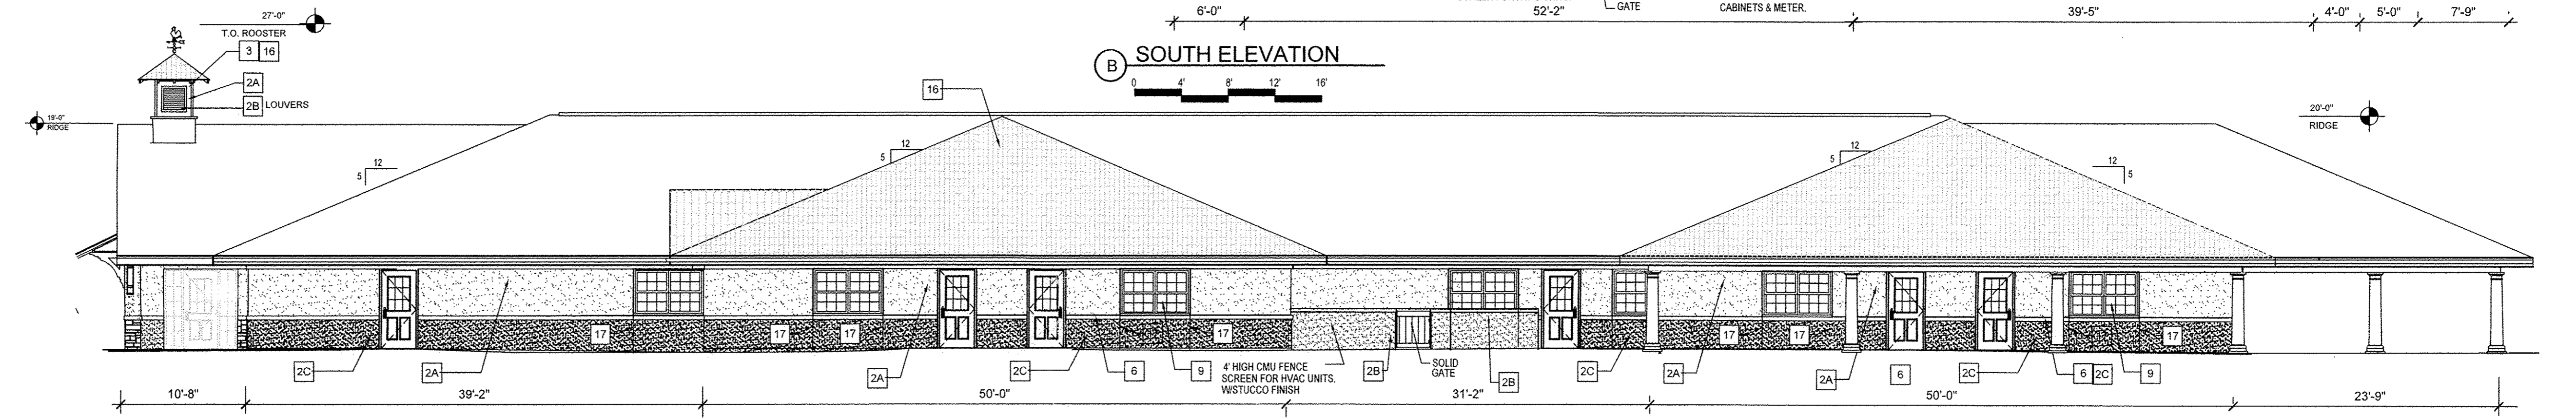 GATE
CABINETS & METER.
6'-0"
52'-2"
39'-5"
4'-0"
5'-0"
7'-9"
27'-0"
T.O. ROOSTER
3 16
2A
2B LOUVERS
B SOUTH ELEVATION
0 4' 8' 12' 16'
16
19'-0"
RIDGE
20'-0"
RIDGE
12
5
12
5
12
5
12
5
17
17
17
17
17
17
17
2C
2A
2A
2C
6
9
4' HIGH CMU FENCE
SCREEN FOR HVAC UNITS.
W/STUCCO FINISH
2B
SOLID
GATE
2B
2C
2A
2A
6
2C
6 2C
9
10'-8"
39'-2"
50'-0"
31'-2"
50'-0"
23'-9"